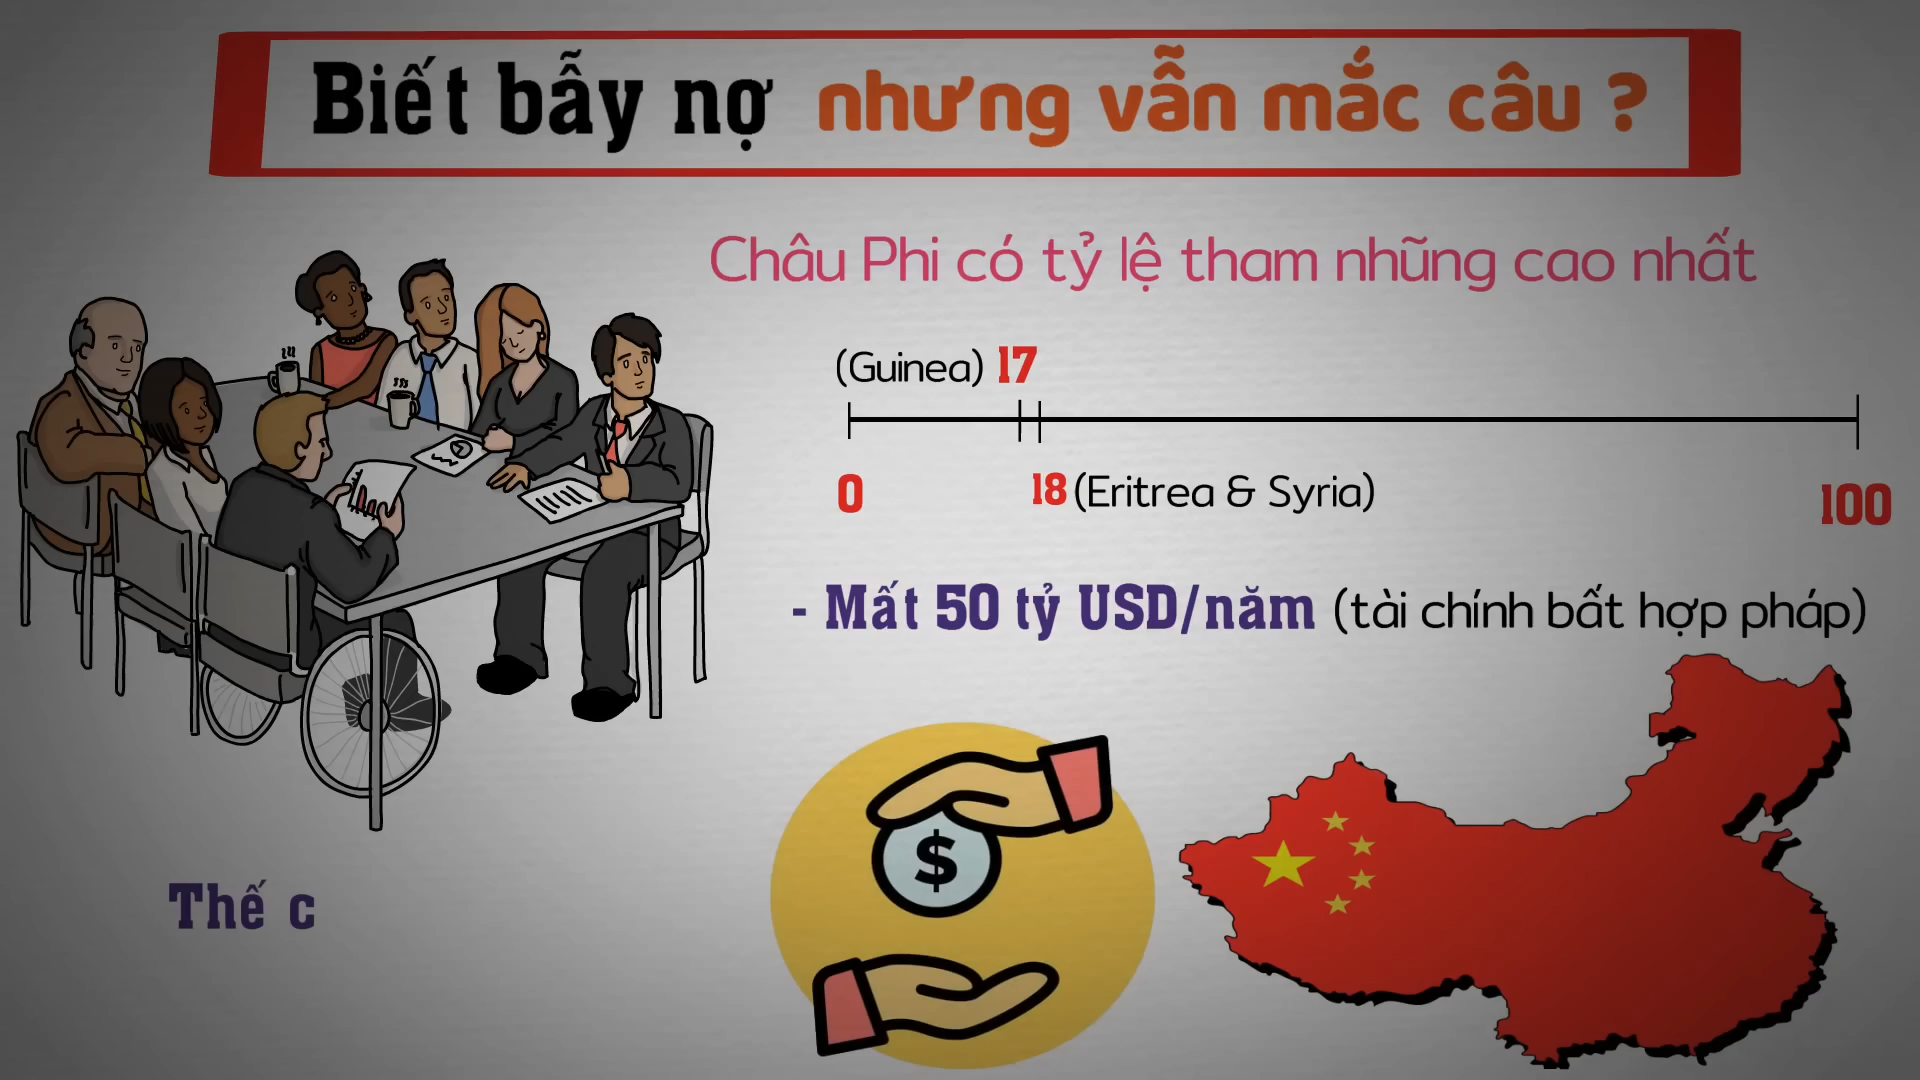 Biết bẫy nợ nhưng vẫn mắc câu ?
Châu Phi có tỷ lệ tham nhũng cao nhất
(Guinea) 17
0
18 (Eritrea & Syria)
100
- Mất 50 tỷ USD/năm (tài chính bất hợp pháp)
$
Thế c